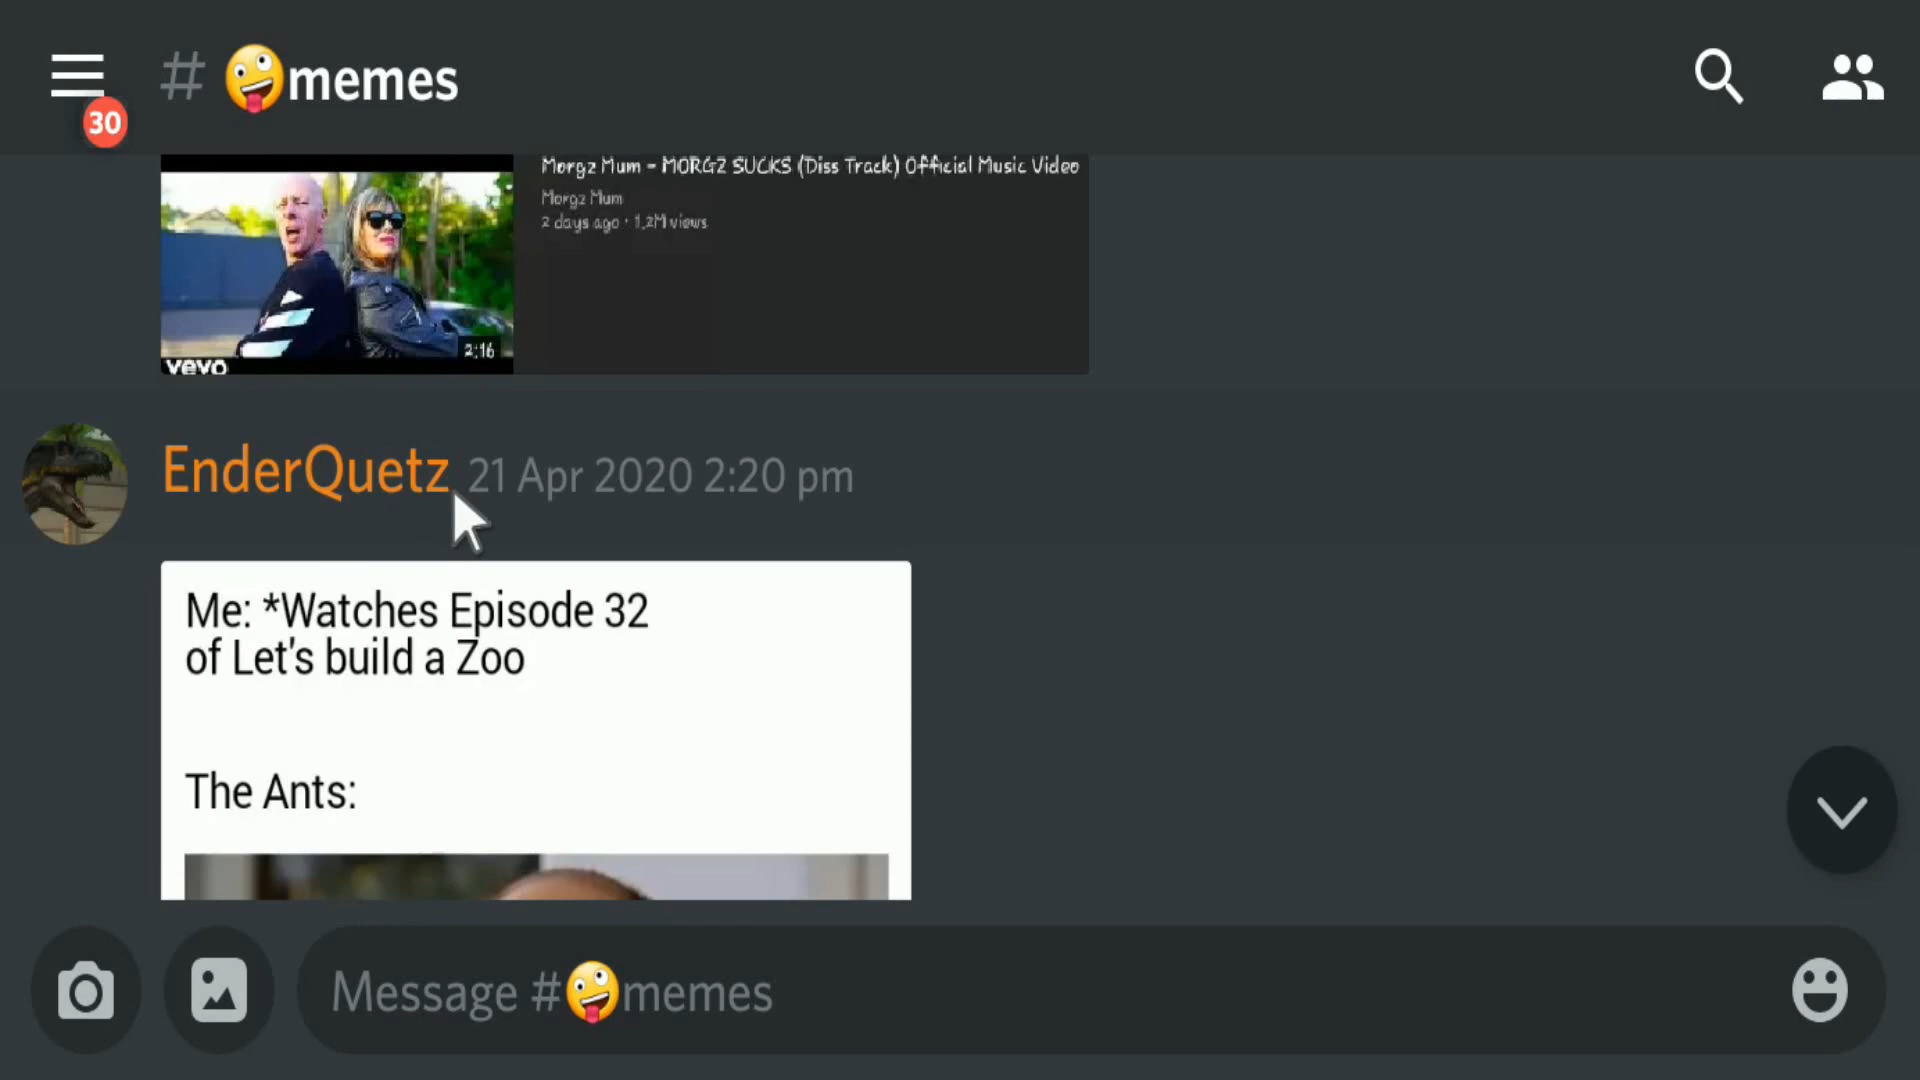 # 🤪memes
30
Morgz Mum - MORGZ SUCKS (Diss Track) Official Music Video
Morgz Mum
2 days ago · 1.2M views
2:16
vevo
EnderQuetz 21 Apr 2020 2:20 pm
Me: *Watches Episode 32
of Let's build a Zoo
The Ants:
Message #🤪memes